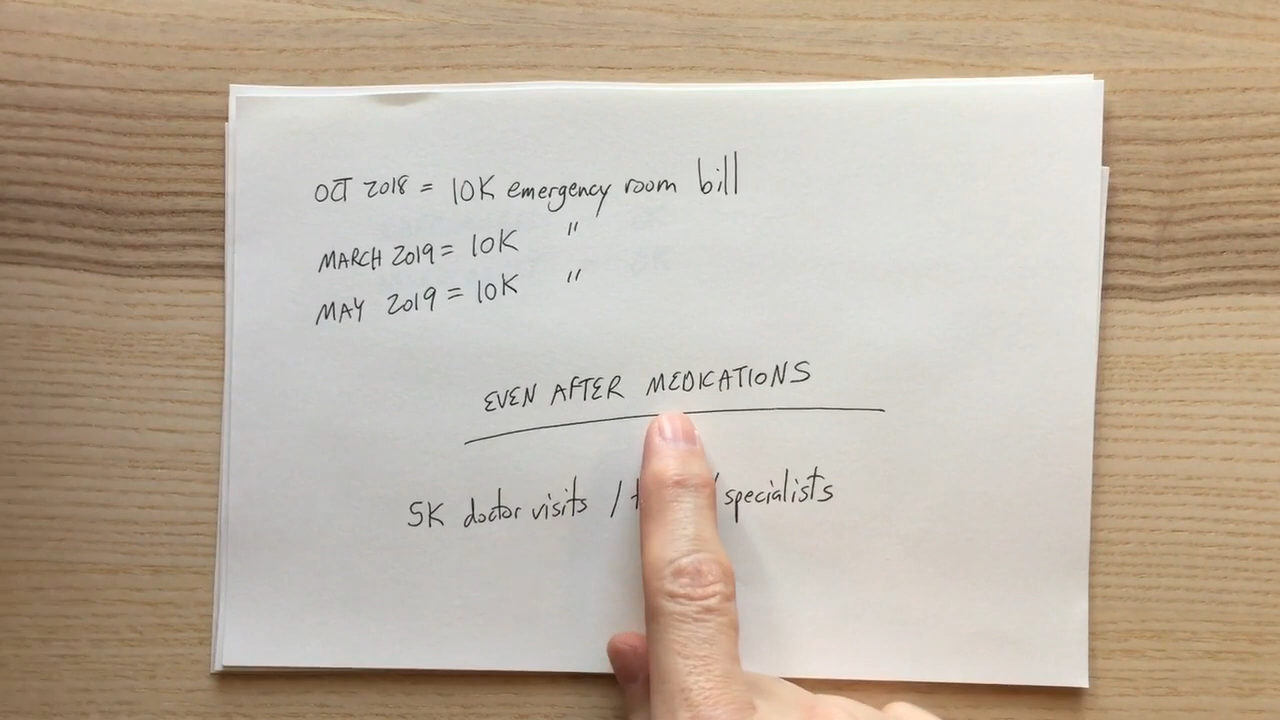 OCT 2018 = 10K emergency room bill
MARCH 2019 = 10K "
MAY 2019 = 10K "
EVEN AFTER MEDICATIONS
5K doctor visits / / specialists